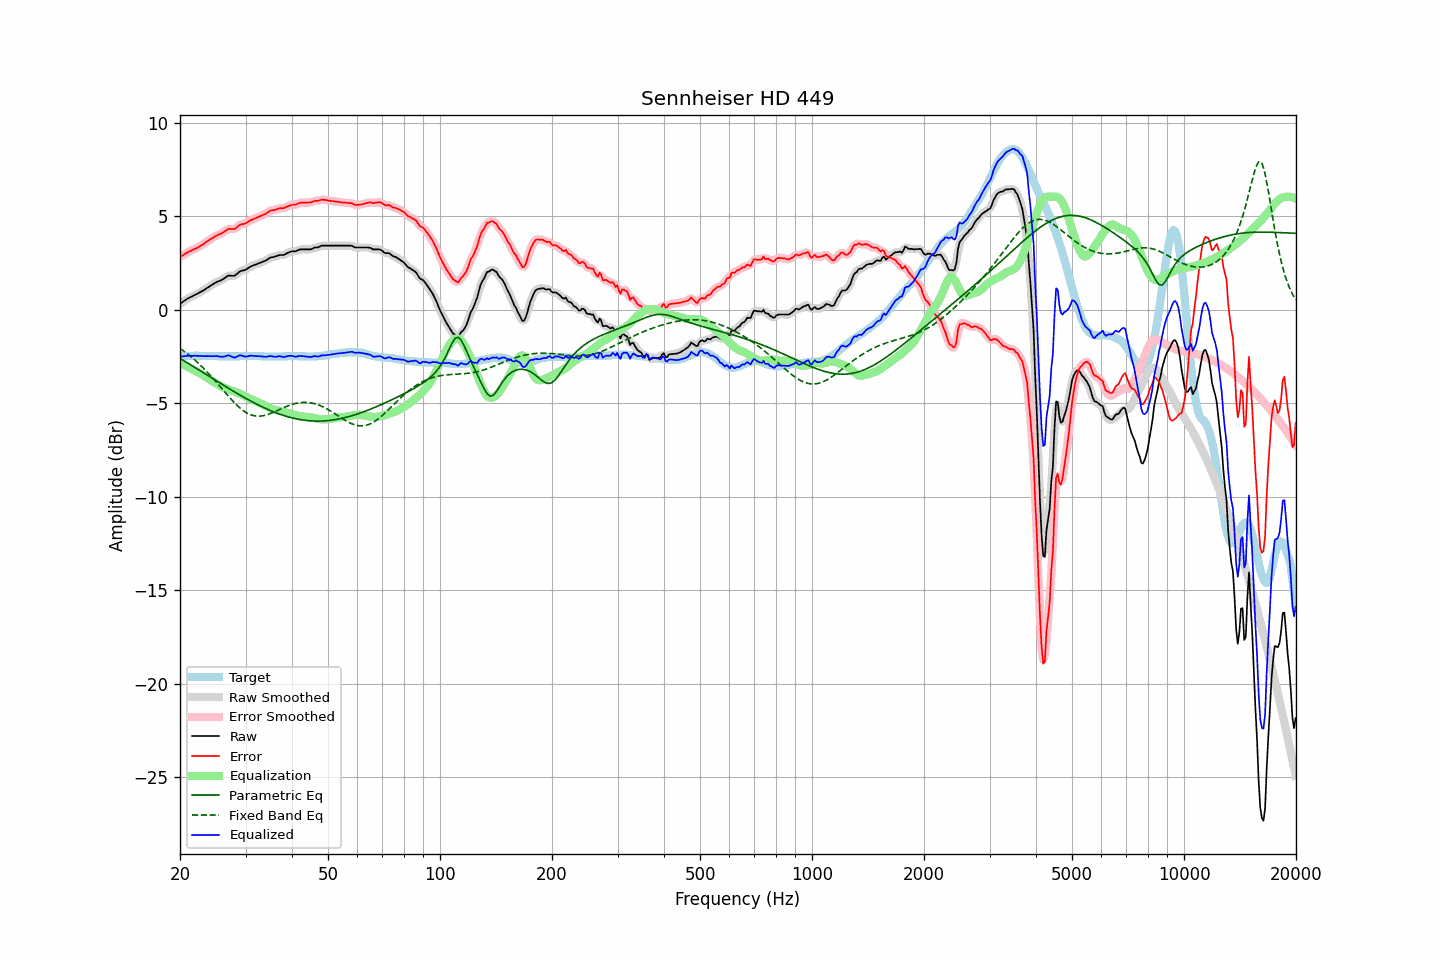 Sennheiser HD 449
10
5
0
−5
−10
−15
−20
−25
Amplitude (dBr)
Target
Raw Smoothed
Error Smoothed
Raw
Error
Equalization
Parametric Eq
Fixed Band Eq
Equalized
20 50 100 200 500 1000 2000 5000 10000 20000
Frequency (Hz)